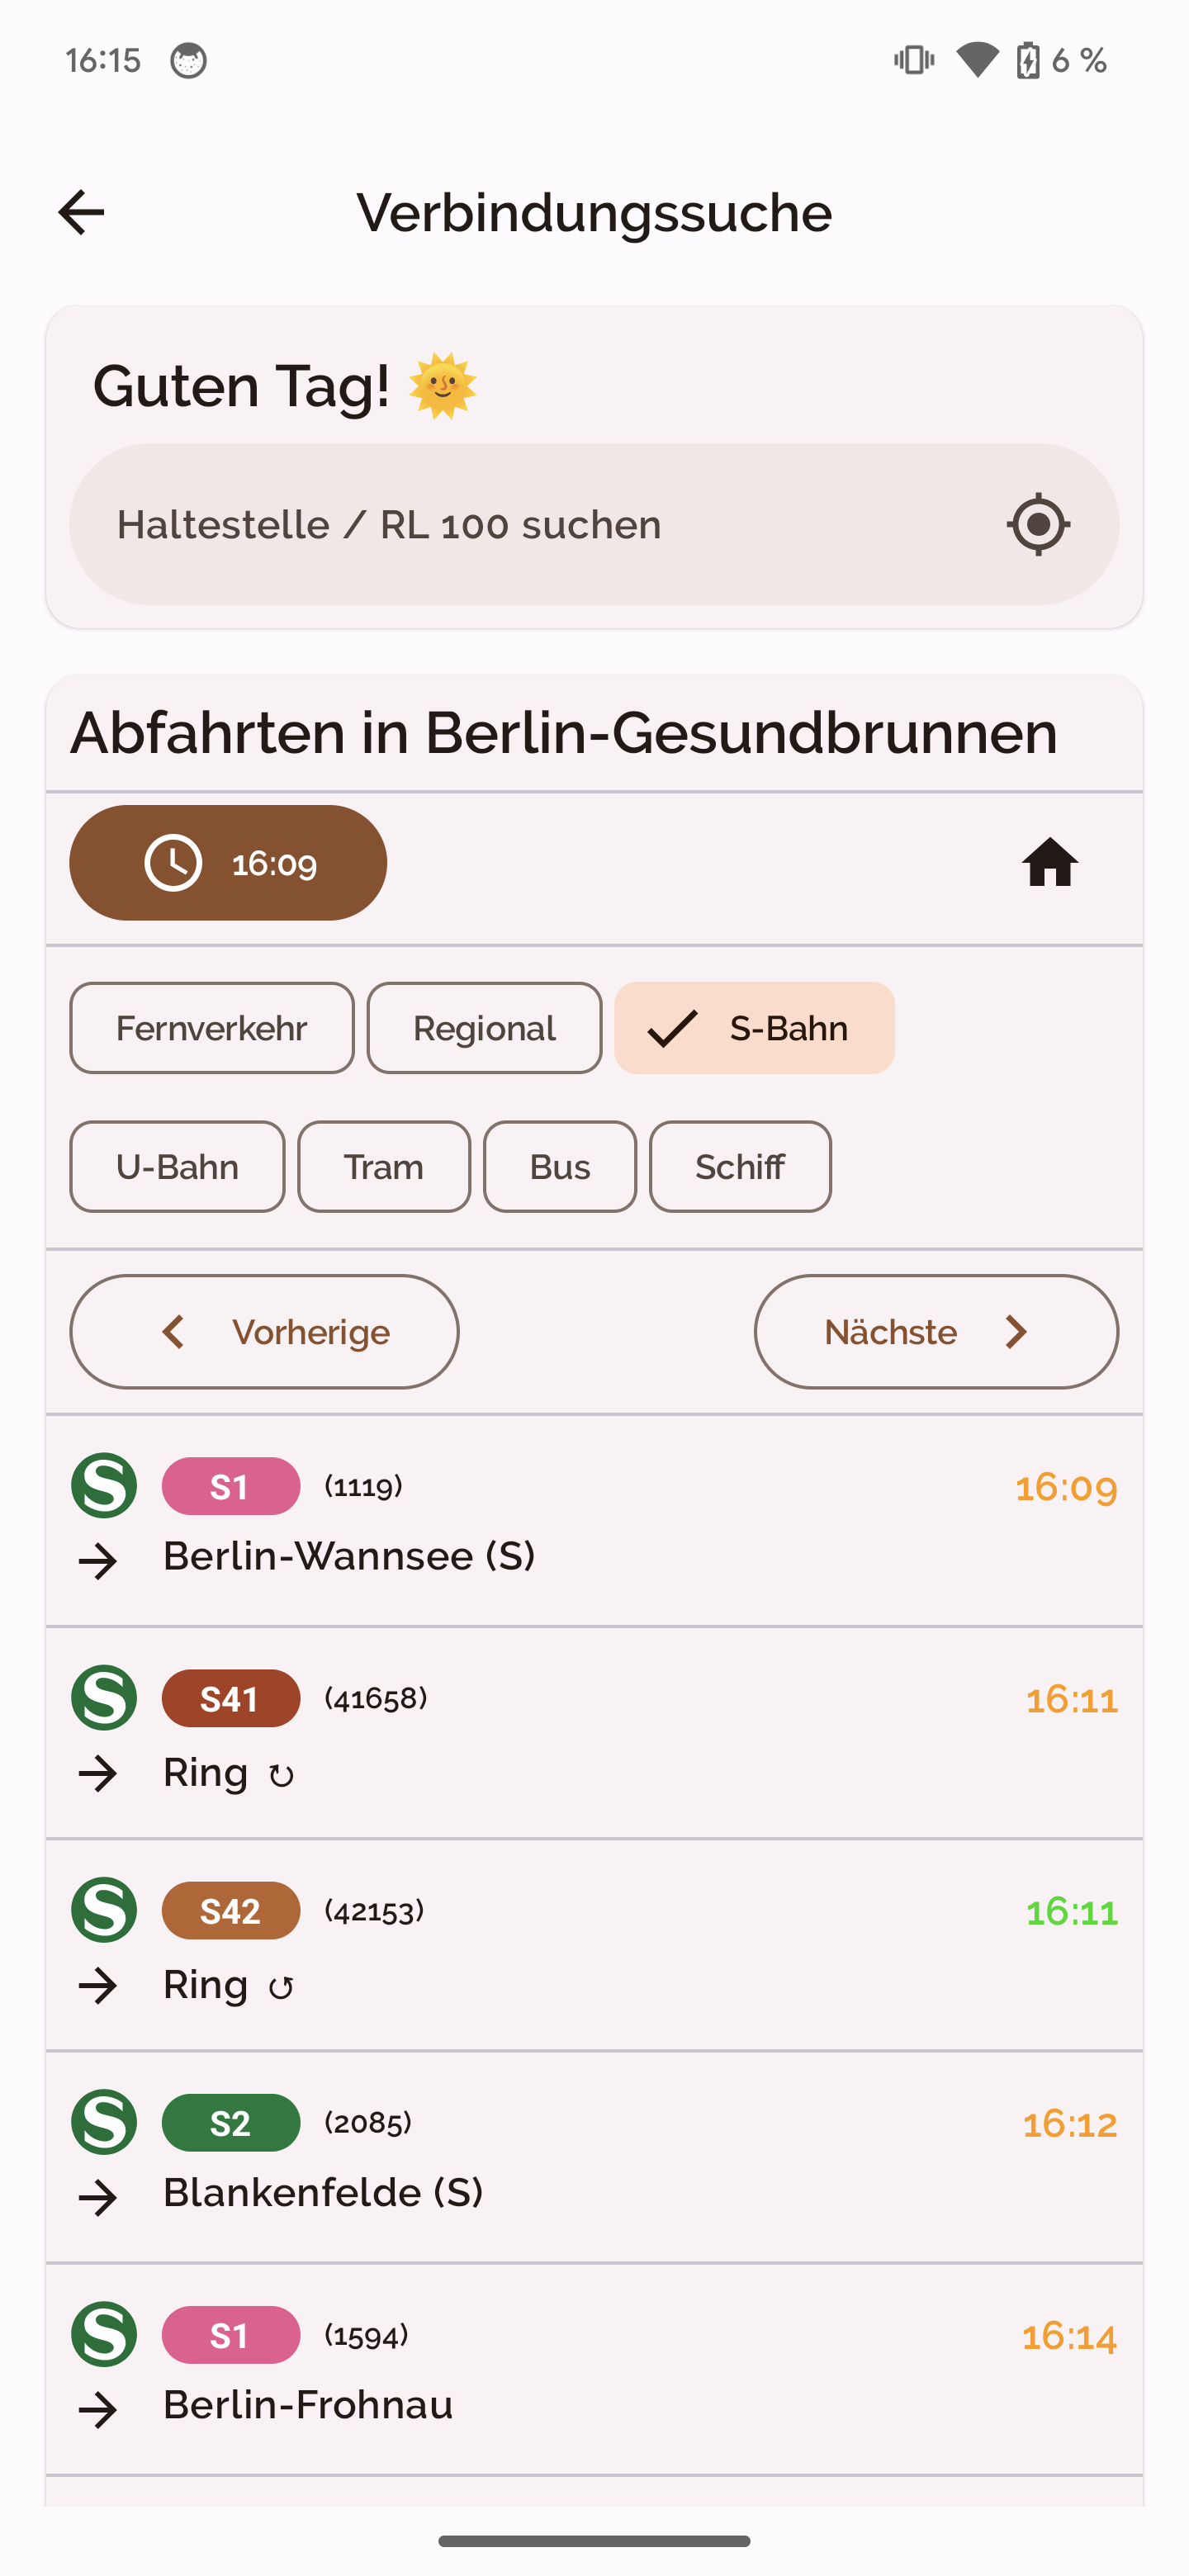 16:15 6 %
Verbindungssuche
Guten Tag! 🌞
Haltestelle / RL 100 suchen
Abfahrten in Berlin-Gesundbrunnen
16:09
Fernverkehr Regional S-Bahn
U-Bahn Tram Bus Schiff
Vorherige Nächste
S S1 (1119) 16:09
→ Berlin-Wannsee (S)
S S41 (41658) 16:11
→ Ring ↻
S S42 (42153) 16:11
→ Ring ↺
S S2 (2085) 16:12
→ Blankenfelde (S)
S S1 (1594) 16:14
→ Berlin-Frohnau